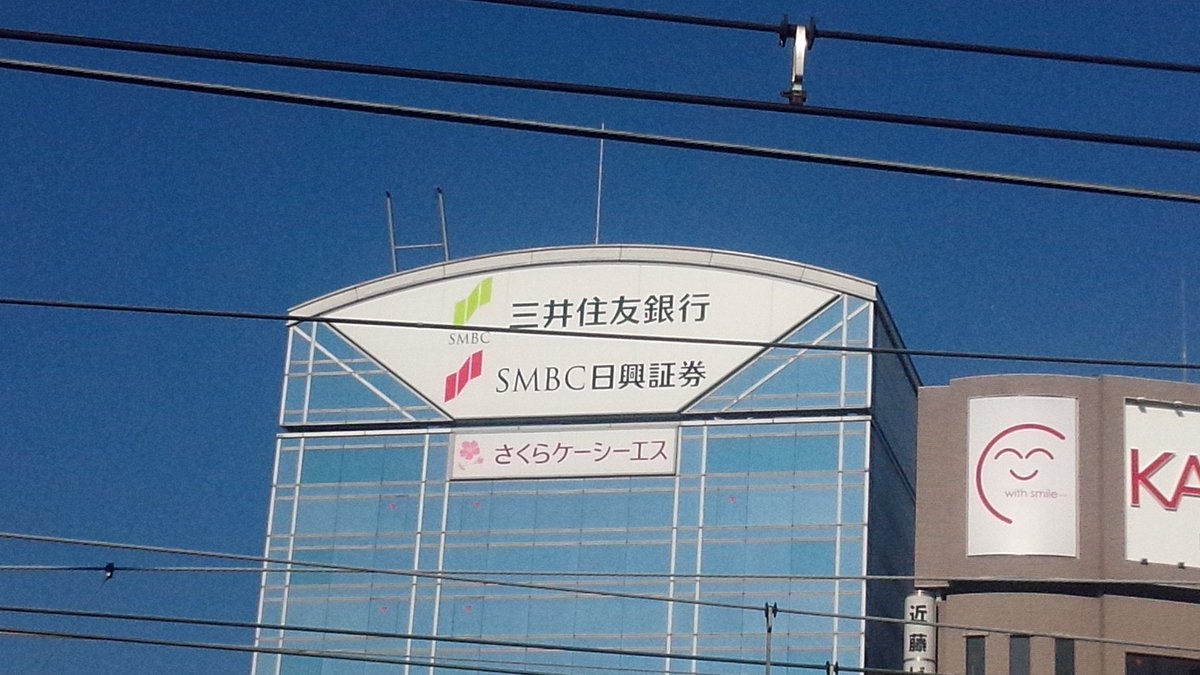 三井住友銀行
SMBC
SMBC日興証券
さくらケーシーエス
with smile…
KA
近藤